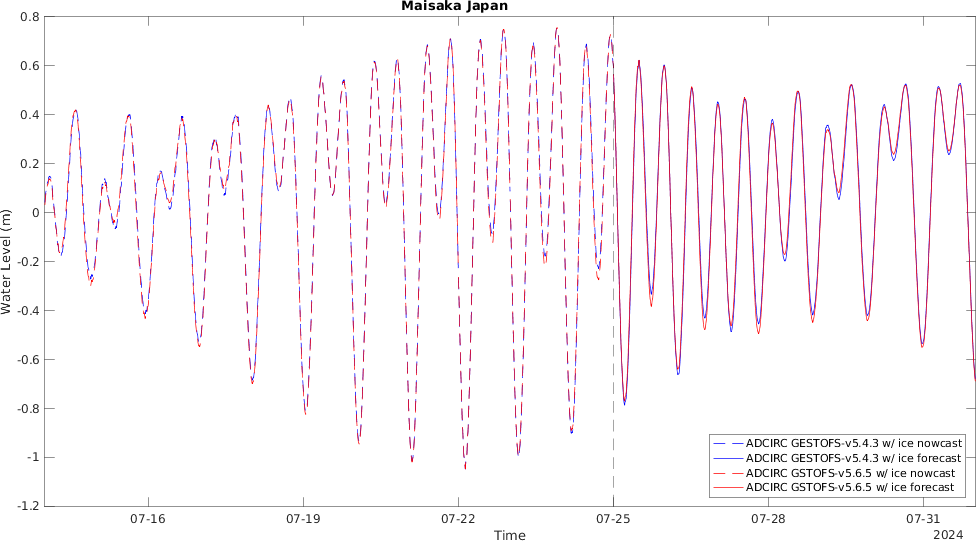 Maisaka Japan
0.8
0.6
0.4
0.2
0
-0.2
-0.4
-0.6
-0.8
-1
-1.2
Water Level (m)
ADCIRC GESTOFS-v5.4.3 w/ ice nowcast
ADCIRC GESTOFS-v5.4.3 w/ ice forecast
ADCIRC GSTOFS-v5.6.5 w/ ice nowcast
ADCIRC GSTOFS-v5.6.5 w/ ice forecast
07-16 07-19 07-22 07-25 07-28 07-31
Time
2024